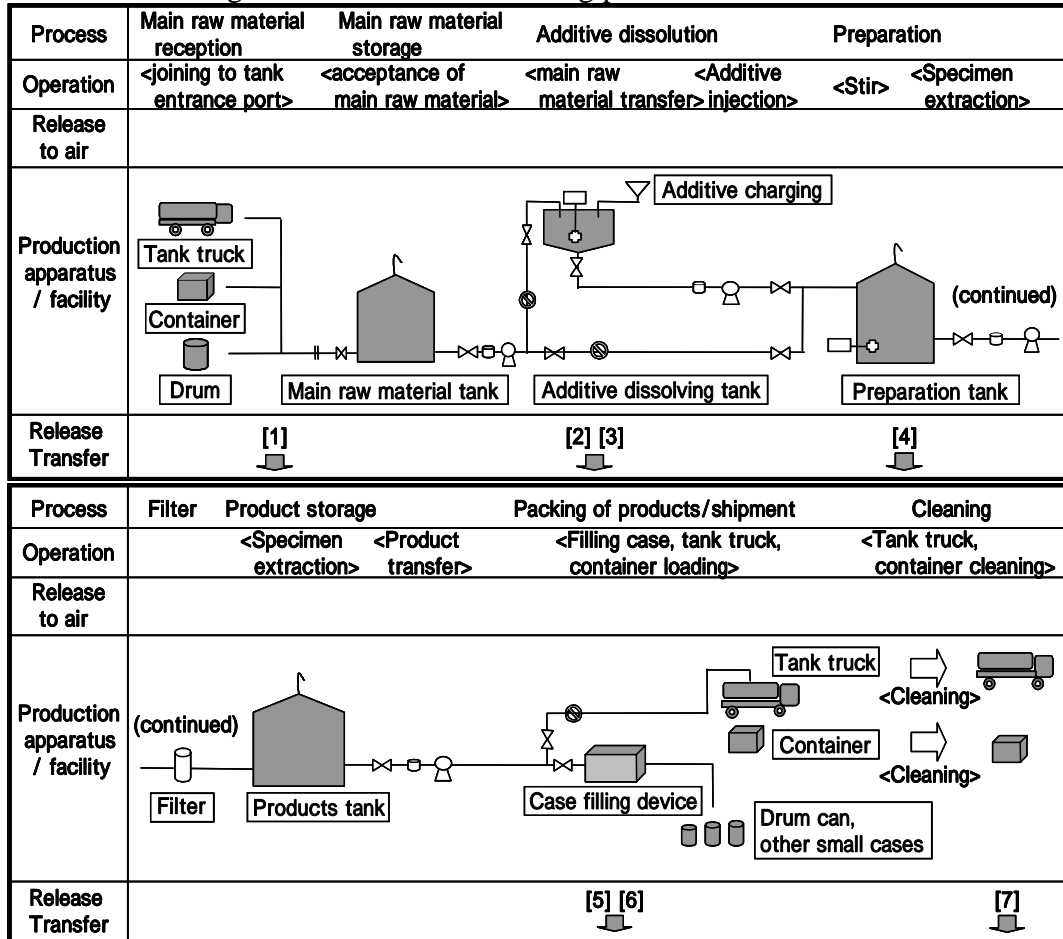 Process
Main raw material reception
Main raw material storage
Additive dissolution
Preparation
Operation
<joining to tank entrance port>
<acceptance of main raw material>
<main raw material transfer>
<Additive injection>
<Stir>
<Specimen extraction>
Release to air
Production apparatus / facility
Tank truck
Container
Drum
Main raw material tank
Additive charging
Additive dissolving tank
Preparation tank
(continued)
Release Transfer
[1]
[2] [3]
[4]
Process
Filter
Product storage
Packing of products/shipment
Cleaning
Operation
<Specimen extraction>
<Product transfer>
<Filling case, tank truck, container loading>
<Tank truck, container cleaning>
Release to air
Production apparatus / facility
(continued)
Filter
Products tank
Case filling device
Tank truck
<Cleaning>
Container
<Cleaning>
Drum can, other small cases
Release Transfer
[5] [6]
[7]